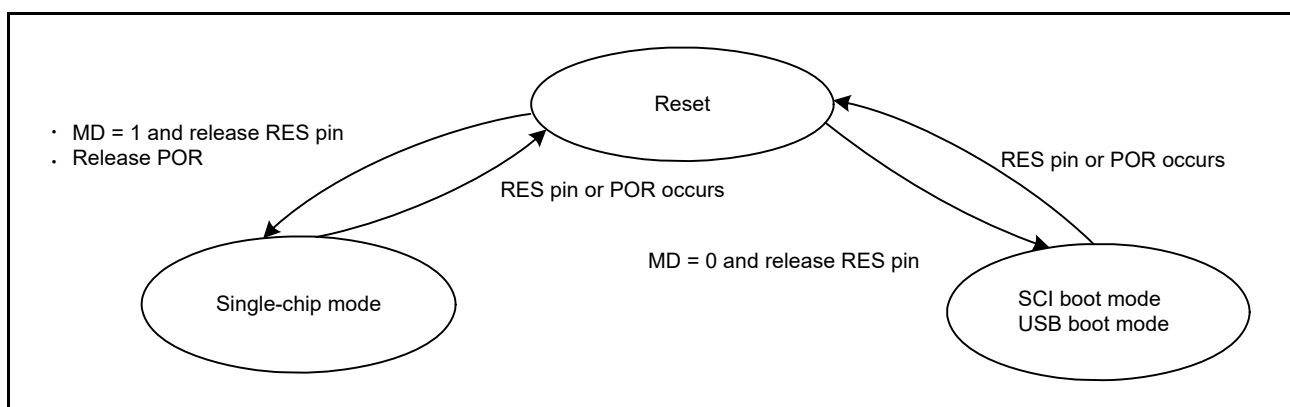 Reset
· MD = 1 and release RES pin
· Release POR
RES pin or POR occurs
RES pin or POR occurs
MD = 0 and release RES pin
Single-chip mode
SCI boot mode
USB boot mode